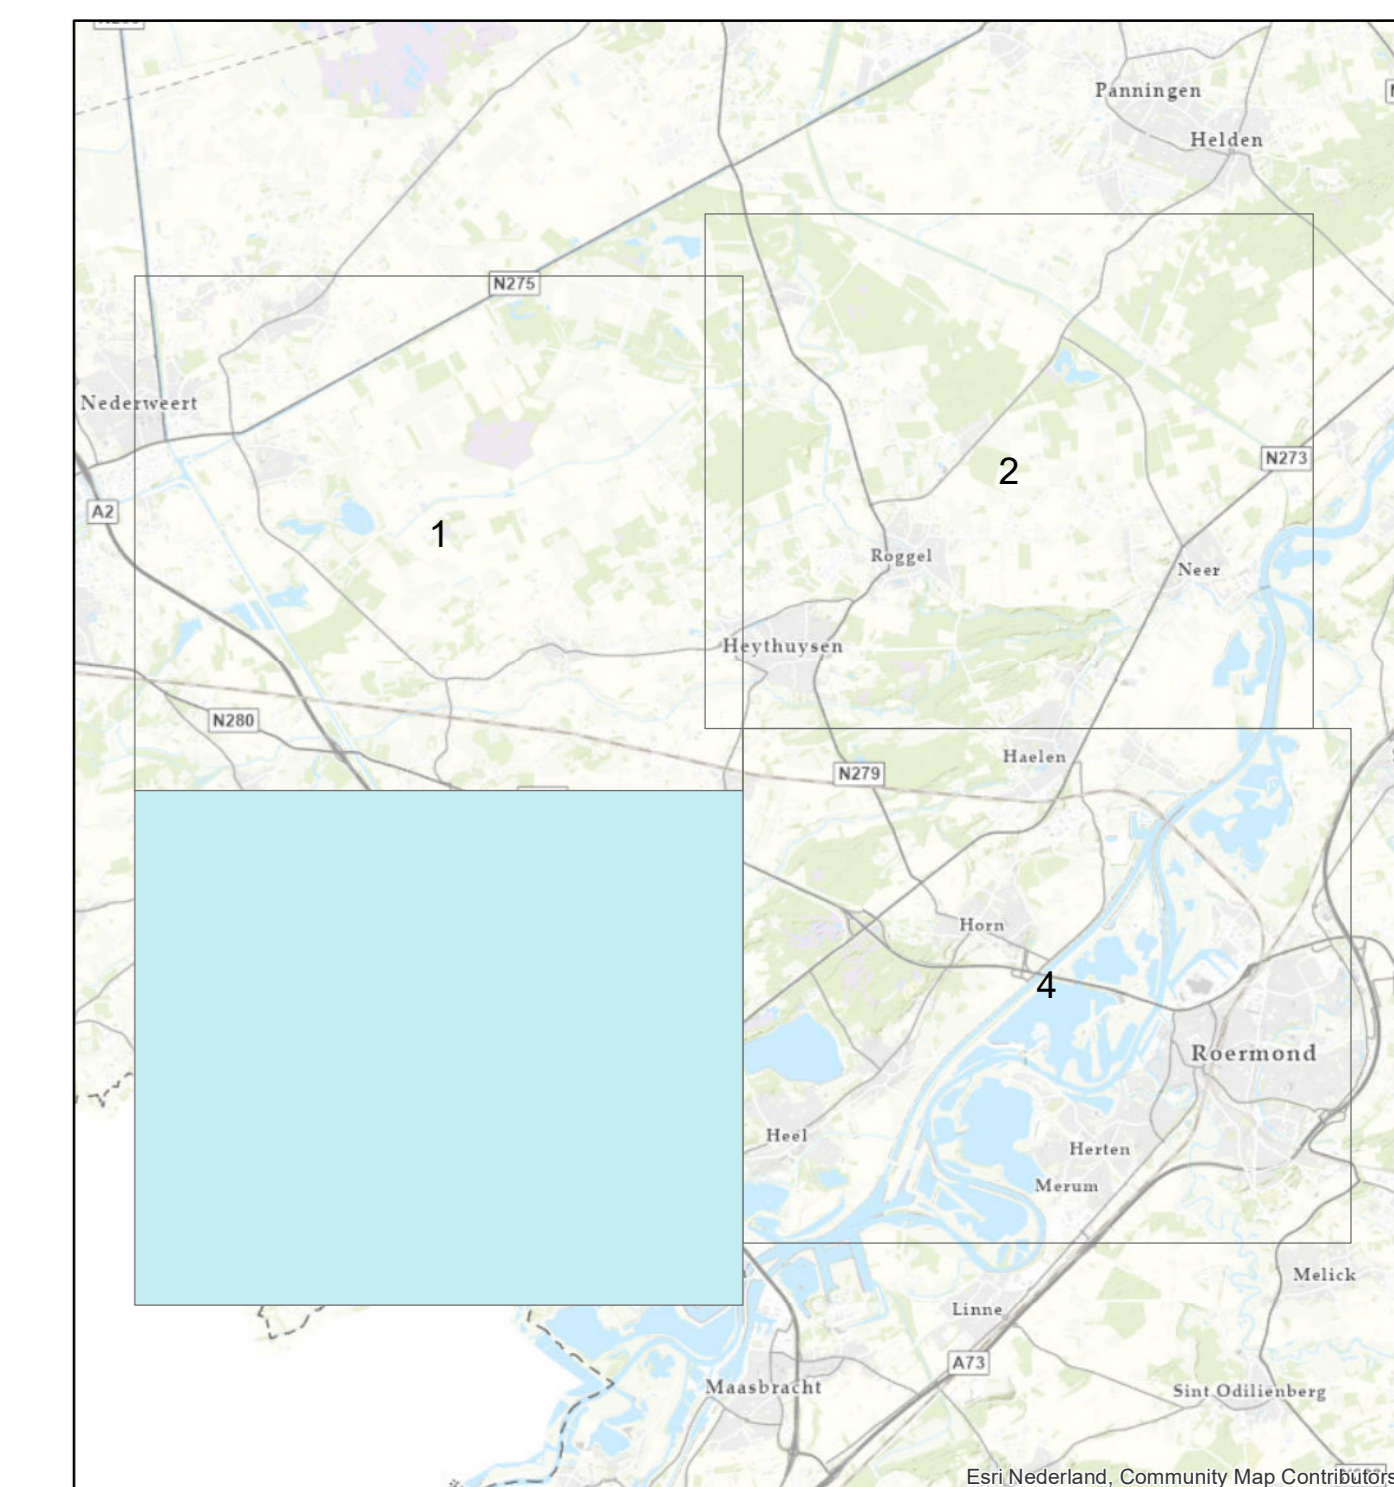 Panningen
Helden
N275
Nederweert
N273
2
A2
1
Roggel
Neer
Heythuysen
N280
Haelen
N279
Horn
4
Roermond
Heel
Herten
Merum
Melick
Linne
A73
Maasbracht
Sint Odilienberg
Esri Nederland, Community Map Contributors